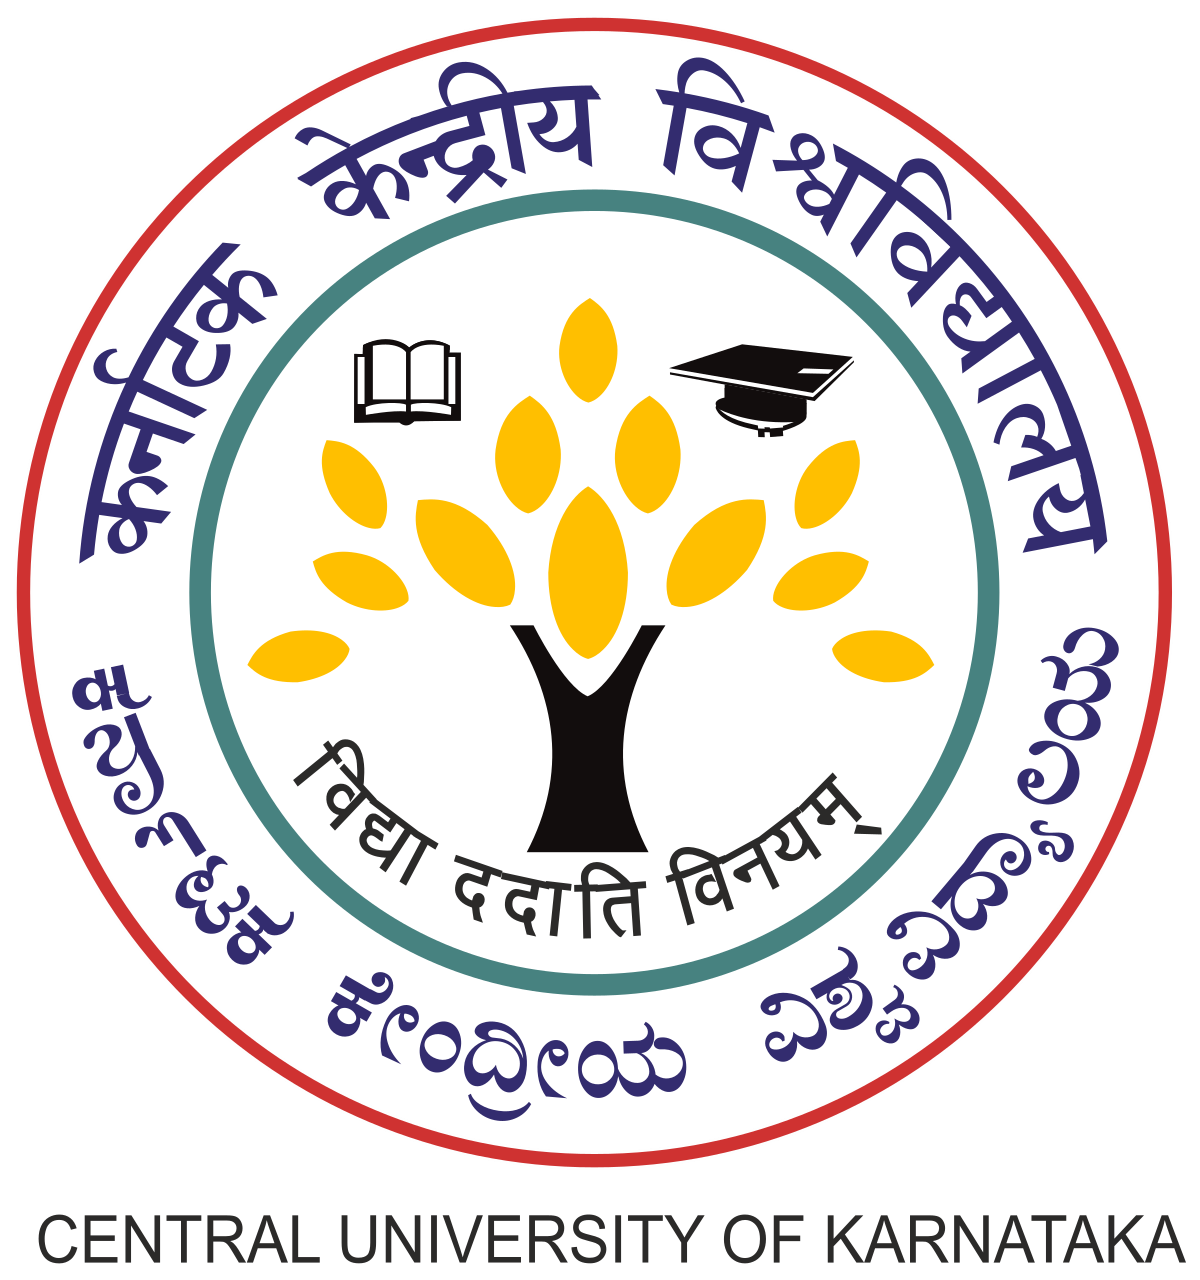 कर्नाटक केन्द्रीय विश्वविद्यालय
विद्या ददाति विनयम्
ಕರ್ನಾಟಕ ಕೇಂದ್ರೀಯ ವಿಶ್ವವಿದ್ಯಾಲಯ
CENTRAL UNIVERSITY OF KARNATAKA